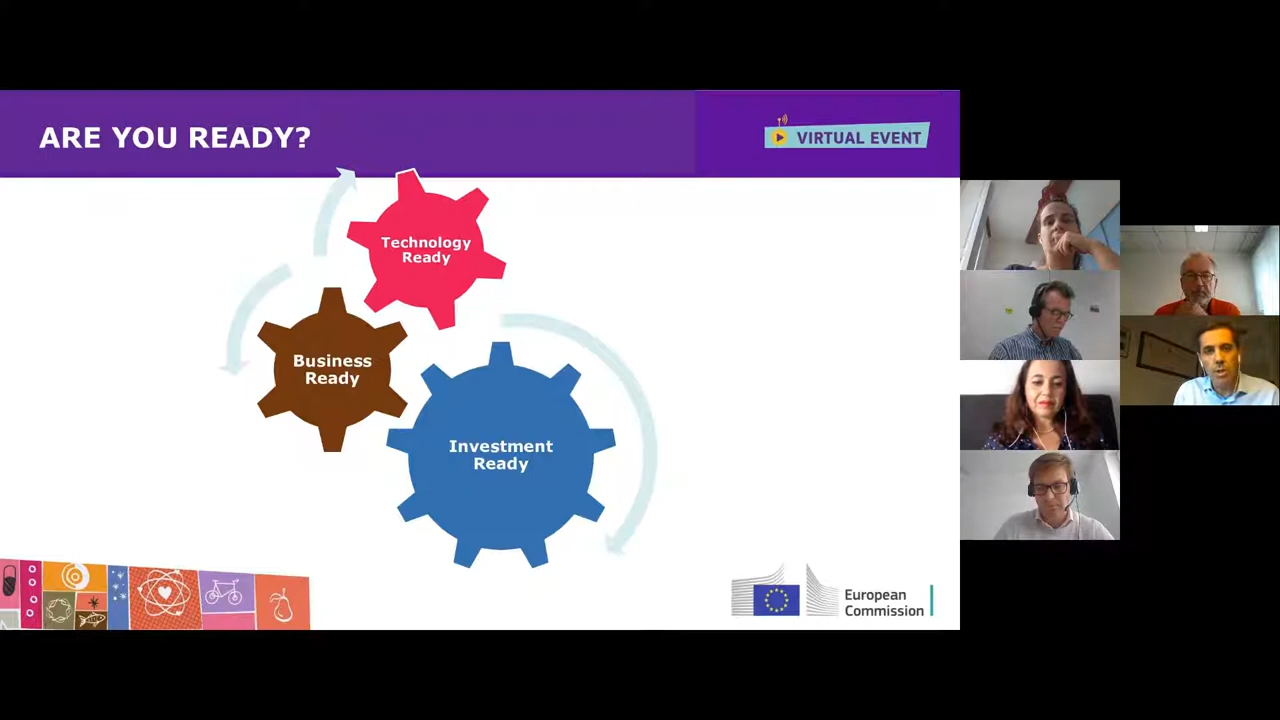 ARE YOU READY?
VIRTUAL EVENT
Technology
Ready
Business
Ready
Investment
Ready
European
Commission